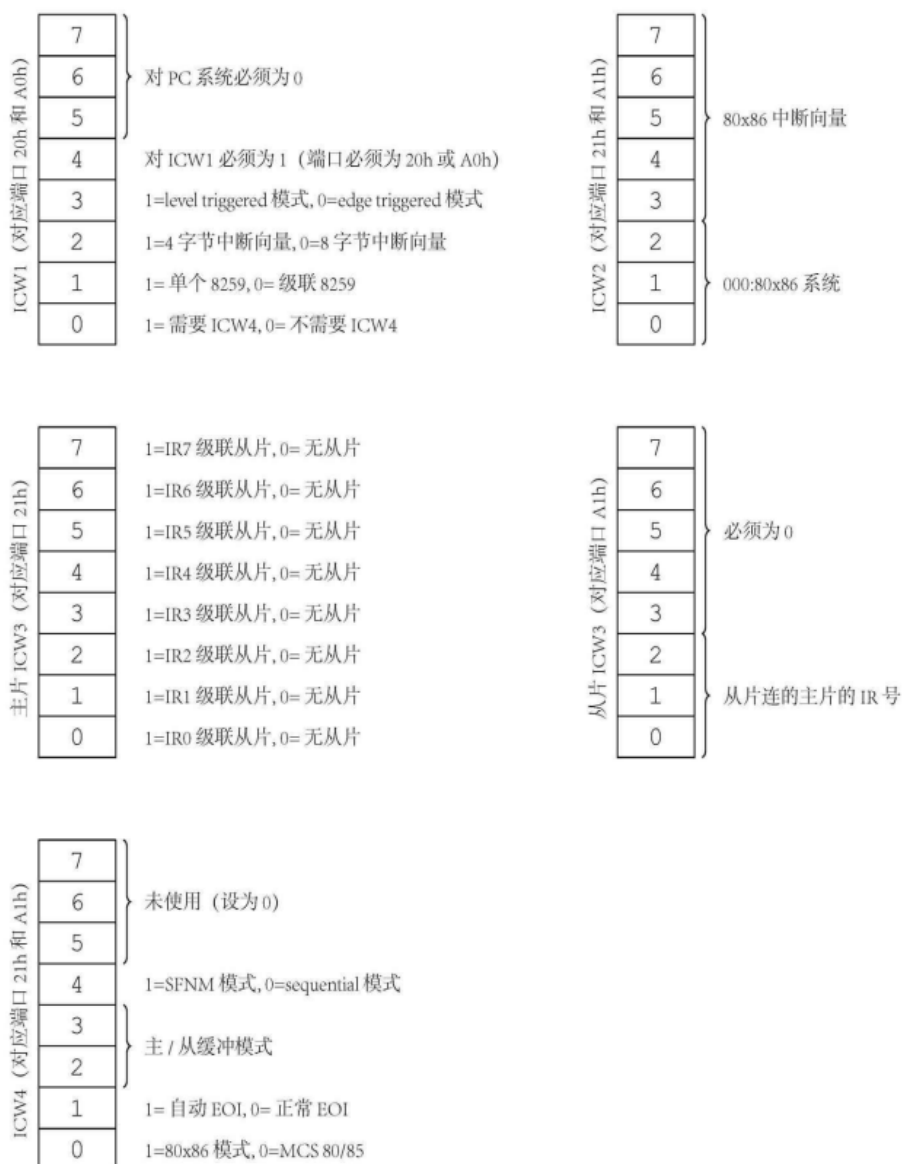 ICW1（对应端口 20h 和 A0h）
7
6
5
4
3
2
1
0
对 PC 系统必须为 0
对 ICW1 必须为 1（端口必须为 20h 或 A0h）
1=level triggered 模式, 0=edge triggered 模式
1=4 字节中断向量, 0=8 字节中断向量
1= 单个 8259, 0= 级联 8259
1= 需要 ICW4, 0= 不需要 ICW4
ICW2（对应端口 21h 和 A1h）
7
6
5
4
3
2
1
0
80x86 中断向量
000:80x86 系统
主片 ICW3（对应端口 21h）
7
6
5
4
3
2
1
0
1=IR7 级联从片, 0= 无从片
1=IR6 级联从片, 0= 无从片
1=IR5 级联从片, 0= 无从片
1=IR4 级联从片, 0= 无从片
1=IR3 级联从片, 0= 无从片
1=IR2 级联从片, 0= 无从片
1=IR1 级联从片, 0= 无从片
1=IR0 级联从片, 0= 无从片
从片 ICW3（对应端口 A1h）
7
6
5
4
3
2
1
0
必须为 0
从片连的主片的 IR 号
ICW4（对应端口 21h 和 A1h）
7
6
5
4
3
2
1
0
未使用（设为 0）
1=SFNM 模式, 0=sequential 模式
主 / 从缓冲模式
1= 自动 EOI, 0= 正常 EOI
1=80x86 模式, 0=MCS 80/85